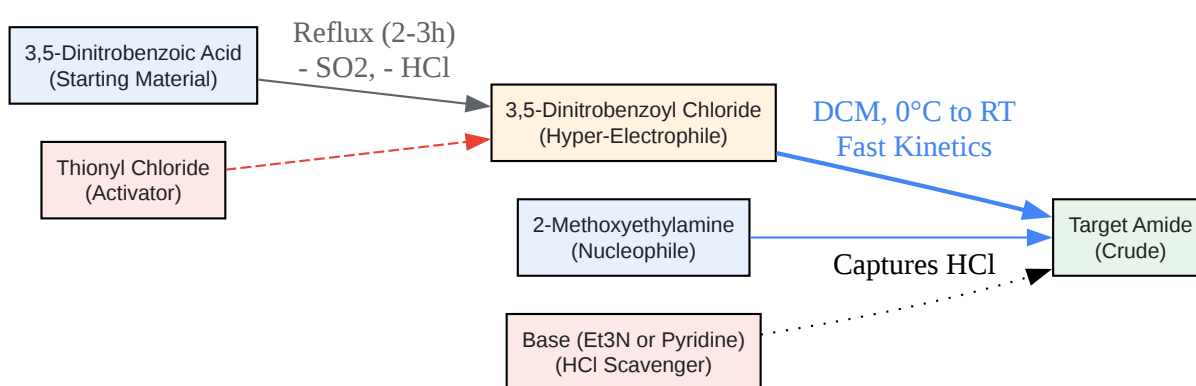 3,5-Dinitrobenzoic Acid
(Starting Material)
Reflux (2-3h)
- SO2, - HCl
Thionyl Chloride
(Activator)
3,5-Dinitrobenzoyl Chloride
(Hyper-Electrophile)
DCM, 0°C to RT
Fast Kinetics
2-Methoxyethylamine
(Nucleophile)
Captures HCl
Target Amide
(Crude)
Base (Et3N or Pyridine)
(HCl Scavenger)